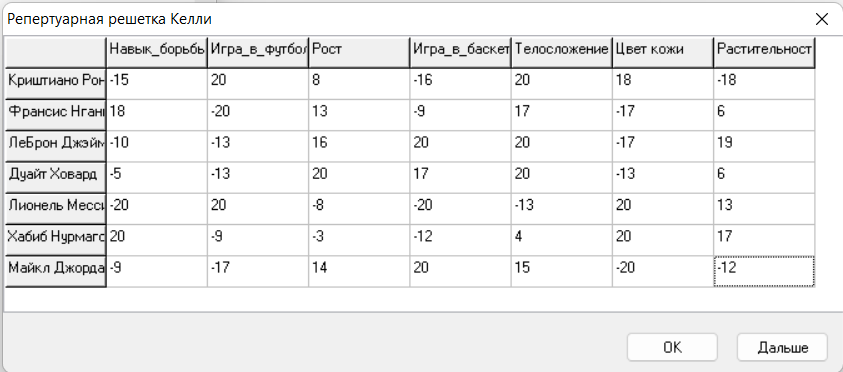 Репертуарная решетка Келли
Навык_борьбь Игра_в_футбол Рост Игра_в_баскет Телосложение Цвет кожи Растительност
Криштиано Рон -15 20 8 -16 20 18 -18
Франсис Нганн 18 -20 13 -9 17 -17 6
ЛеБрон Джэйм -10 -13 16 20 20 -17 19
Дуайт Ховард -5 -13 20 17 20 -13 6
Лионель Месси -20 20 -8 -20 -13 20 13
Хабиб Нурмаго 20 -9 -3 -12 4 20 17
Майкл Джорда -9 -17 14 20 15 -20 -12
OK Дальше